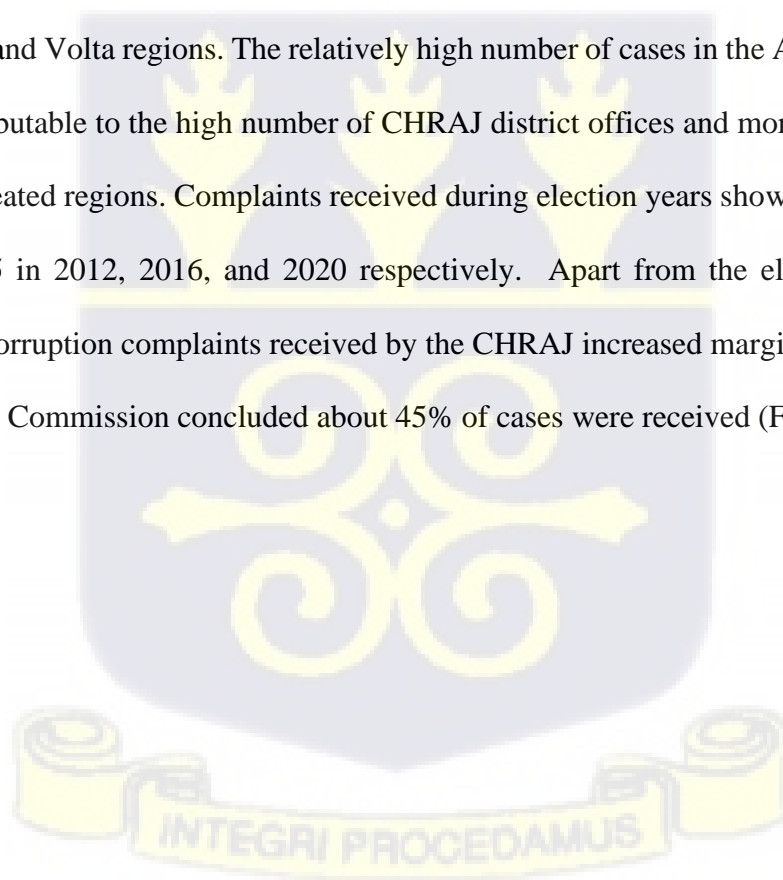 and Volta regions. The relatively high number of cases in the A
butable to the high number of CHRAJ district offices and mor
eated regions. Complaints received during election years show
in 2012, 2016, and 2020 respectively. Apart from the el
orruption complaints received by the CHRAJ increased margi
Commission concluded about 45% of cases were received (F
INTEGRI PROCEDAMUS